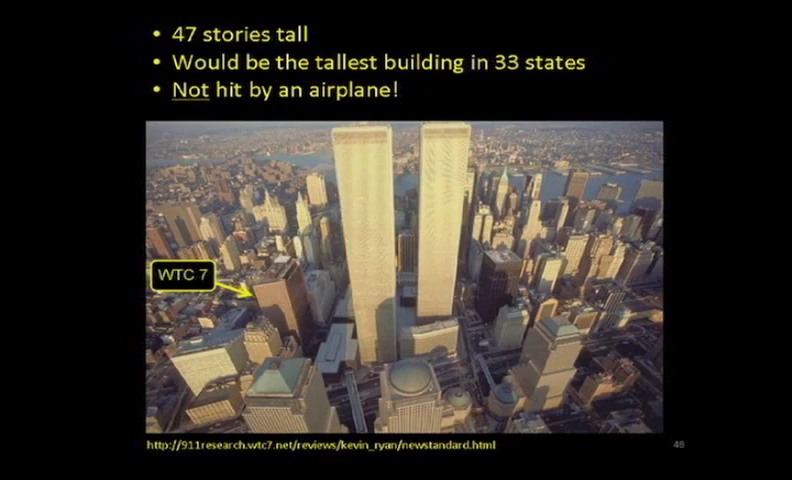 • 47 stories tall
• Would be the tallest building in 33 states
• Not hit by an airplane!
WTC 7
http://911research.wtc7.net/reviews/kevin_ryan/newstandard.html
48